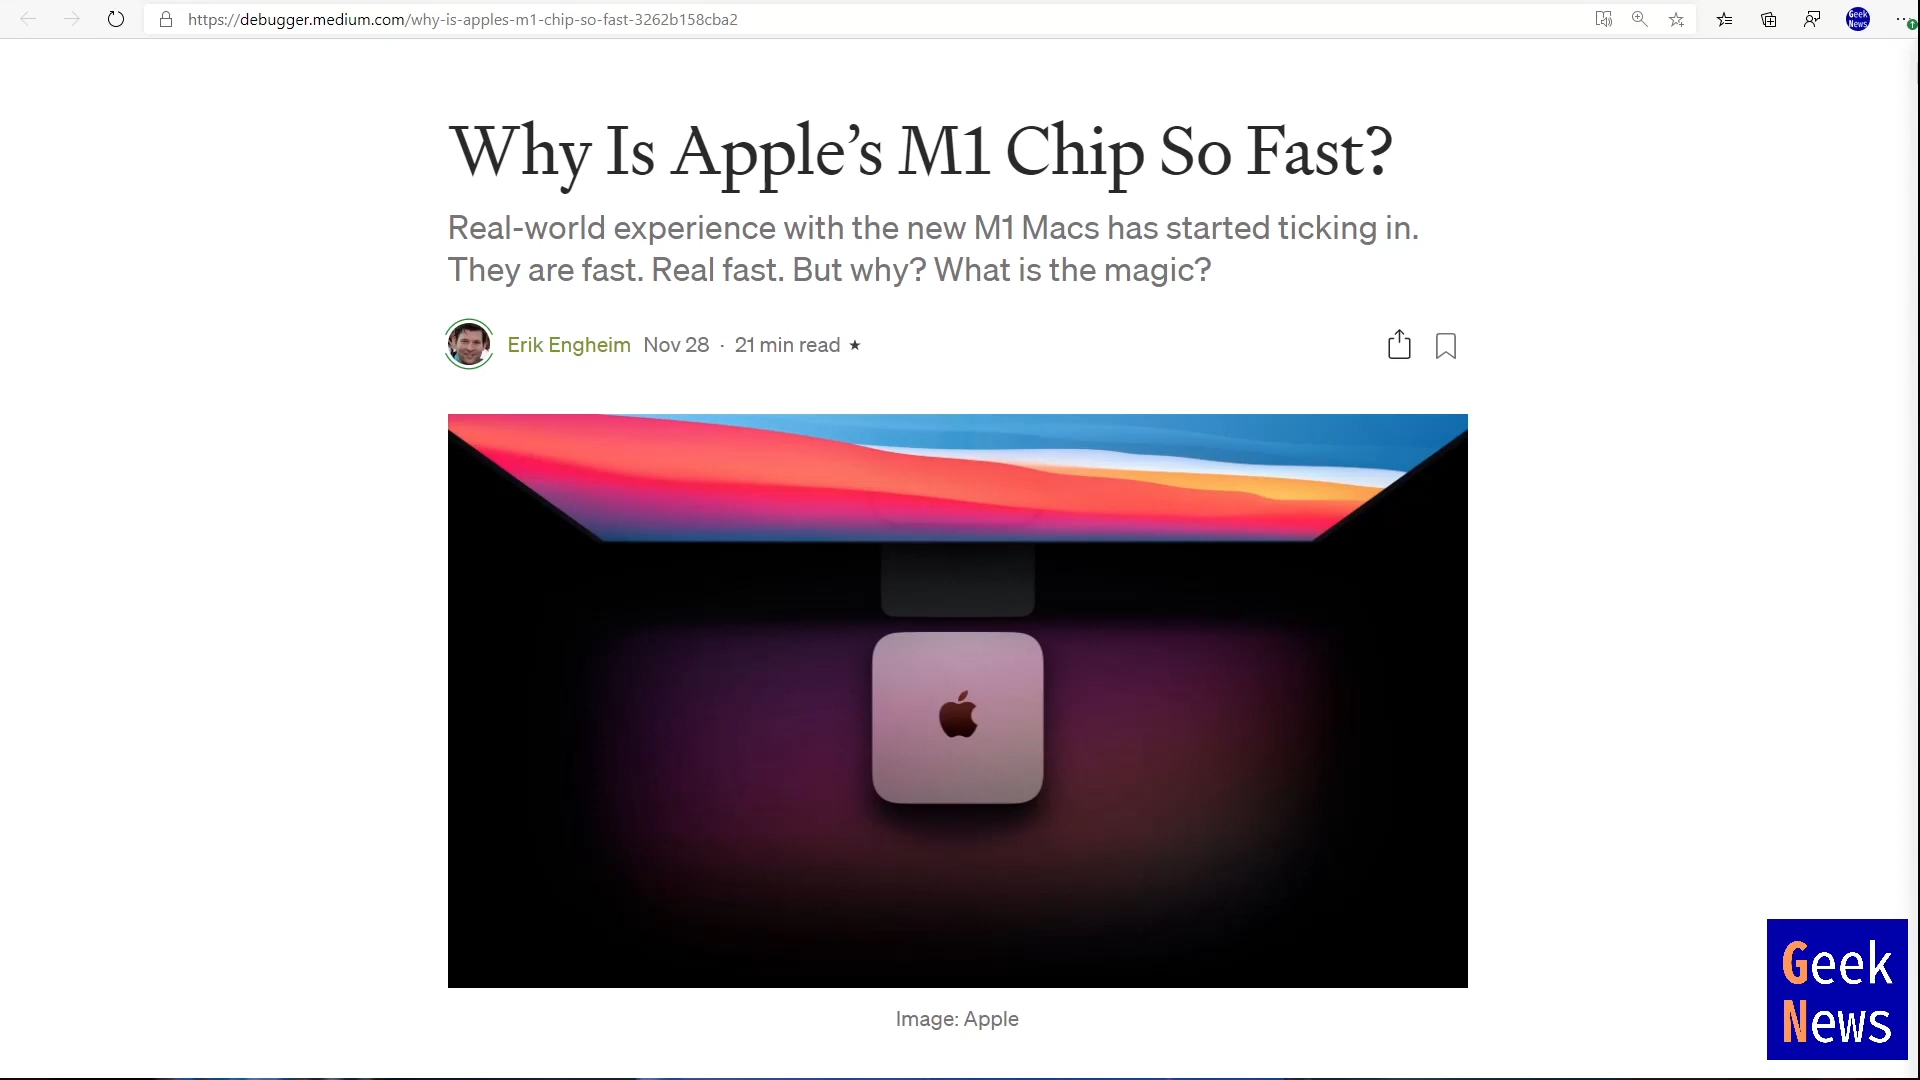 https://debugger.medium.com/why-is-apples-m1-chip-so-fast-3262b158cba2
Geek
News
Why Is Apple’s M1 Chip So Fast?
Real-world experience with the new M1 Macs has started ticking in.
They are fast. Real fast. But why? What is the magic?
Erik Engheim Nov 28 · 21 min read ★
Image: Apple
Geek
News